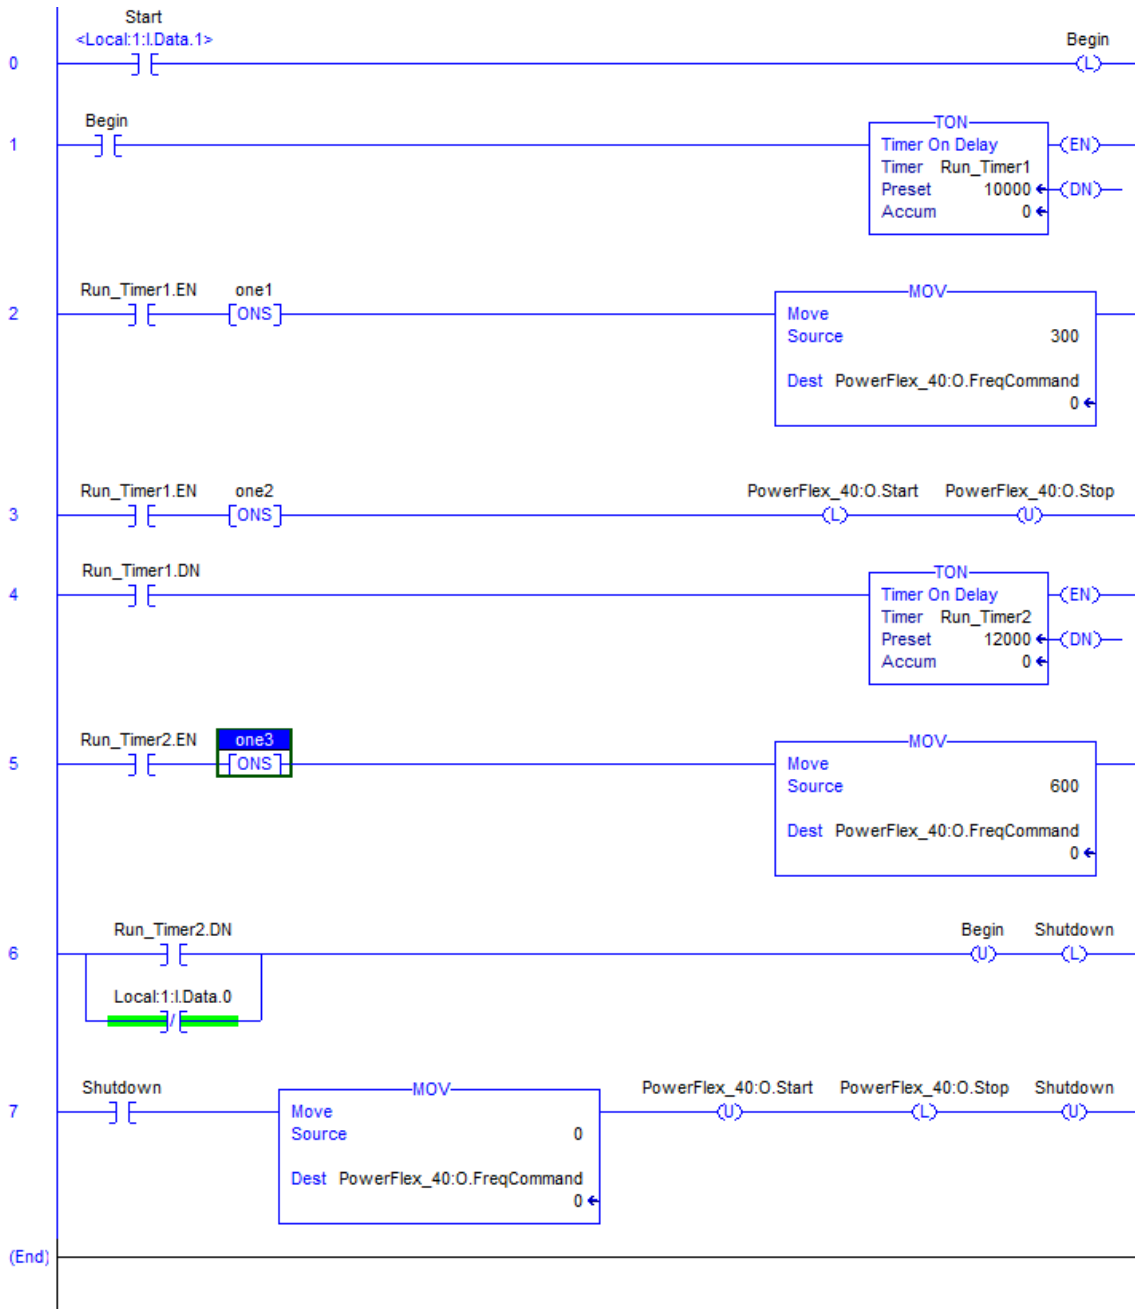 Start
<Local:1:I.Data.1>
Begin
0
L
Begin
1
TON
Timer On Delay
EN
Timer Run_Timer1
Preset 10000
DN
Accum 0
Run_Timer1.EN one1
2
ONS
MOV
Move
Source 300
Dest PowerFlex_40:O.FreqCommand
0
Run_Timer1.EN one2 PowerFlex_40:O.Start PowerFlex_40:O.Stop
3
ONS L U
Run_Timer1.DN
4
TON
Timer On Delay
EN
Timer Run_Timer2
Preset 12000
DN
Accum 0
Run_Timer2.EN one3
5
ONS
MOV
Move
Source 600
Dest PowerFlex_40:O.FreqCommand
0
Run_Timer2.DN Begin Shutdown
6
U L
Local:1:I.Data.0
/
Shutdown PowerFlex_40:O.Start PowerFlex_40:O.Stop Shutdown
7
MOV
Move
Source 0
Dest PowerFlex_40:O.FreqCommand
0
U L U
(End)